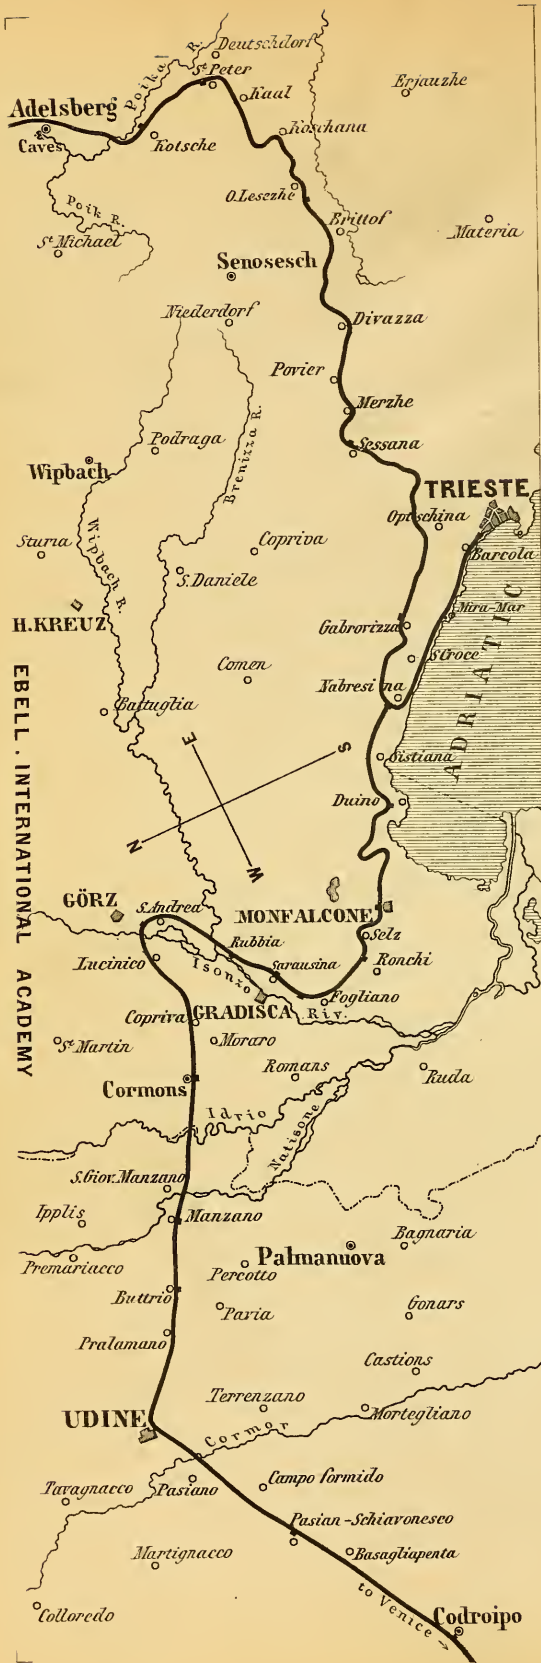 Deutschdorf
Poikal R.
St Peter
Erjauzhe
Adelsberg
Kaal
Caves
Kotsche
Koschana
O. Lesezhe
Poik R.
Brittof
Materia
St Michael
Senosesch
Niederdorf
Divazza
Povier
Merzhe
Brenizza R.
Podraga
Sessana
Wipbach
TRIESTE
Optschina
Sturia
Copriva
Barcola
Wipbach R.
S. Daniele
Mira-Mar
H. KREUZ
Gabrovizza
ADRIATIC
S. Croce
Comen
Nabresina
EBELL. INTERNATIONAL ACADEMY
Battuglia
E
S
Sistiana
Duino
N
W
GÖRZ
S. Andrea
MONFALCONE
Selz
Rubbia
Lucinico
Isonzo Riv.
Sarausina
Ronchi
Fogliano
Copriva
GRADISCA
St Martin
Moraro
Romans
Ruda
Cormons
Idrio
Natisone
S. Giov. Manzano
Ipplis
Manzano
Bagnaria
Palmanuova
Premariacco
Percotto
Buttrio
Pavia
Gonars
Pralamano
Castions
Terrenzano
UDINE
Mortegliano
Cormor
Tavagnacco
Pasiano
Campo formido
Pasian-Schiavonesco
Martignacco
Basagliapenta
Colloredo
to Venice
Codroipo